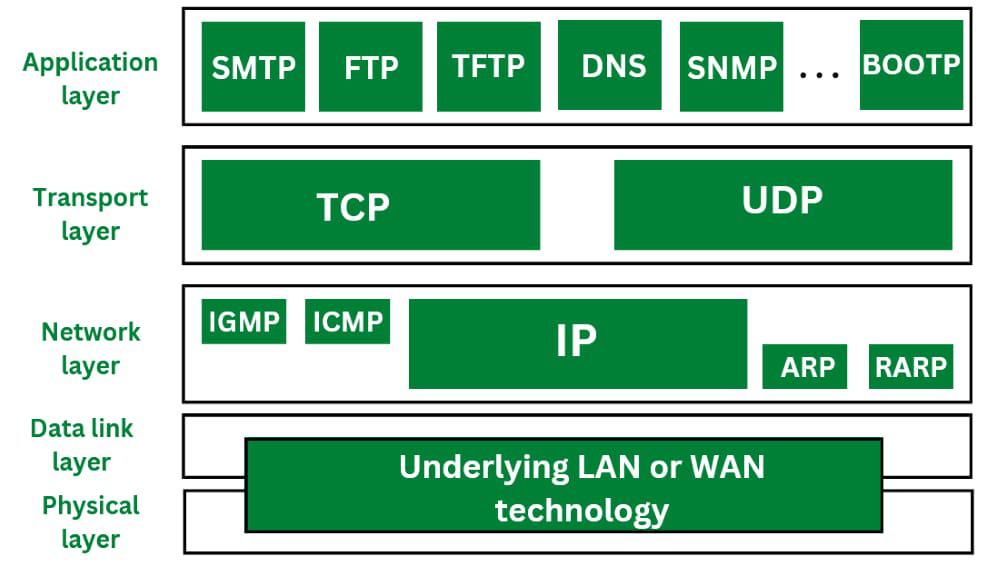 Application
layer
SMTP
FTP
TFTP
DNS
SNMP
...
BOOTP
Transport
layer
TCP
UDP
Network
layer
IGMP
ICMP
IP
ARP
RARP
Data link
layer
Underlying LAN or WAN
technology
Physical
layer